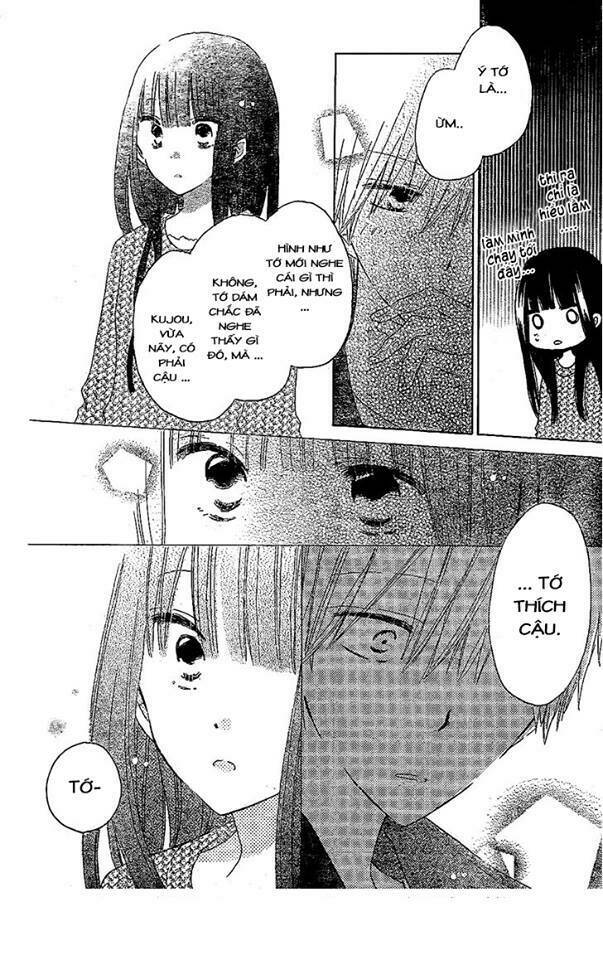 Ý TỚ
LÀ...
ỪM..
thì ra
chỉ là
hiểu lầm
....
làm mình
chạy tới
đây ...
HÌNH NHƯ
TỚ MỚI NGHE
CÁI GÌ THÌ
PHẢI, NHƯNG
...
KHÔNG,
TỚ DÁM
CHẮC ĐÃ
NGHE
THẤY GÌ
ĐÓ, MÀ ...
KUJOU,
VỪA
NÃY, CÓ
PHẢI
CẬU ...
... TỚ
THÍCH
CẬU.
TỚ-